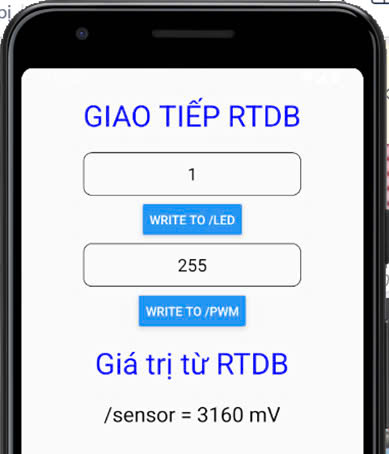 GIAO TIẾP RTDB
1
WRITE TO /LED
255
WRITE TO /PWM
Giá trị từ RTDB
/sensor = 3160 mV